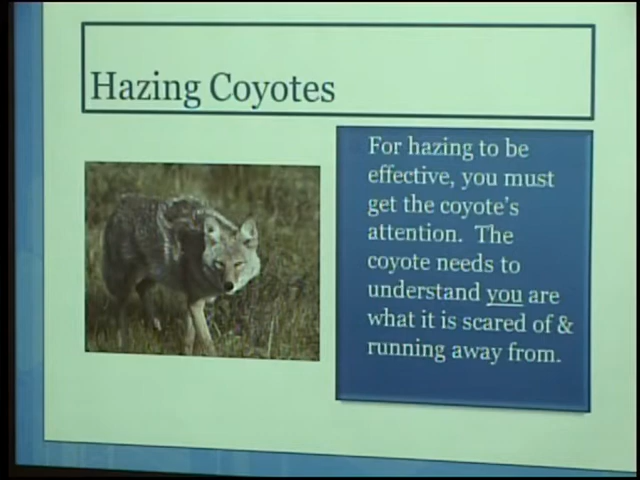 Hazing Coyotes
For hazing to be
effective, you must
get the coyote's
attention. The
coyote needs to
understand you are
what it is scared of &
running away from.